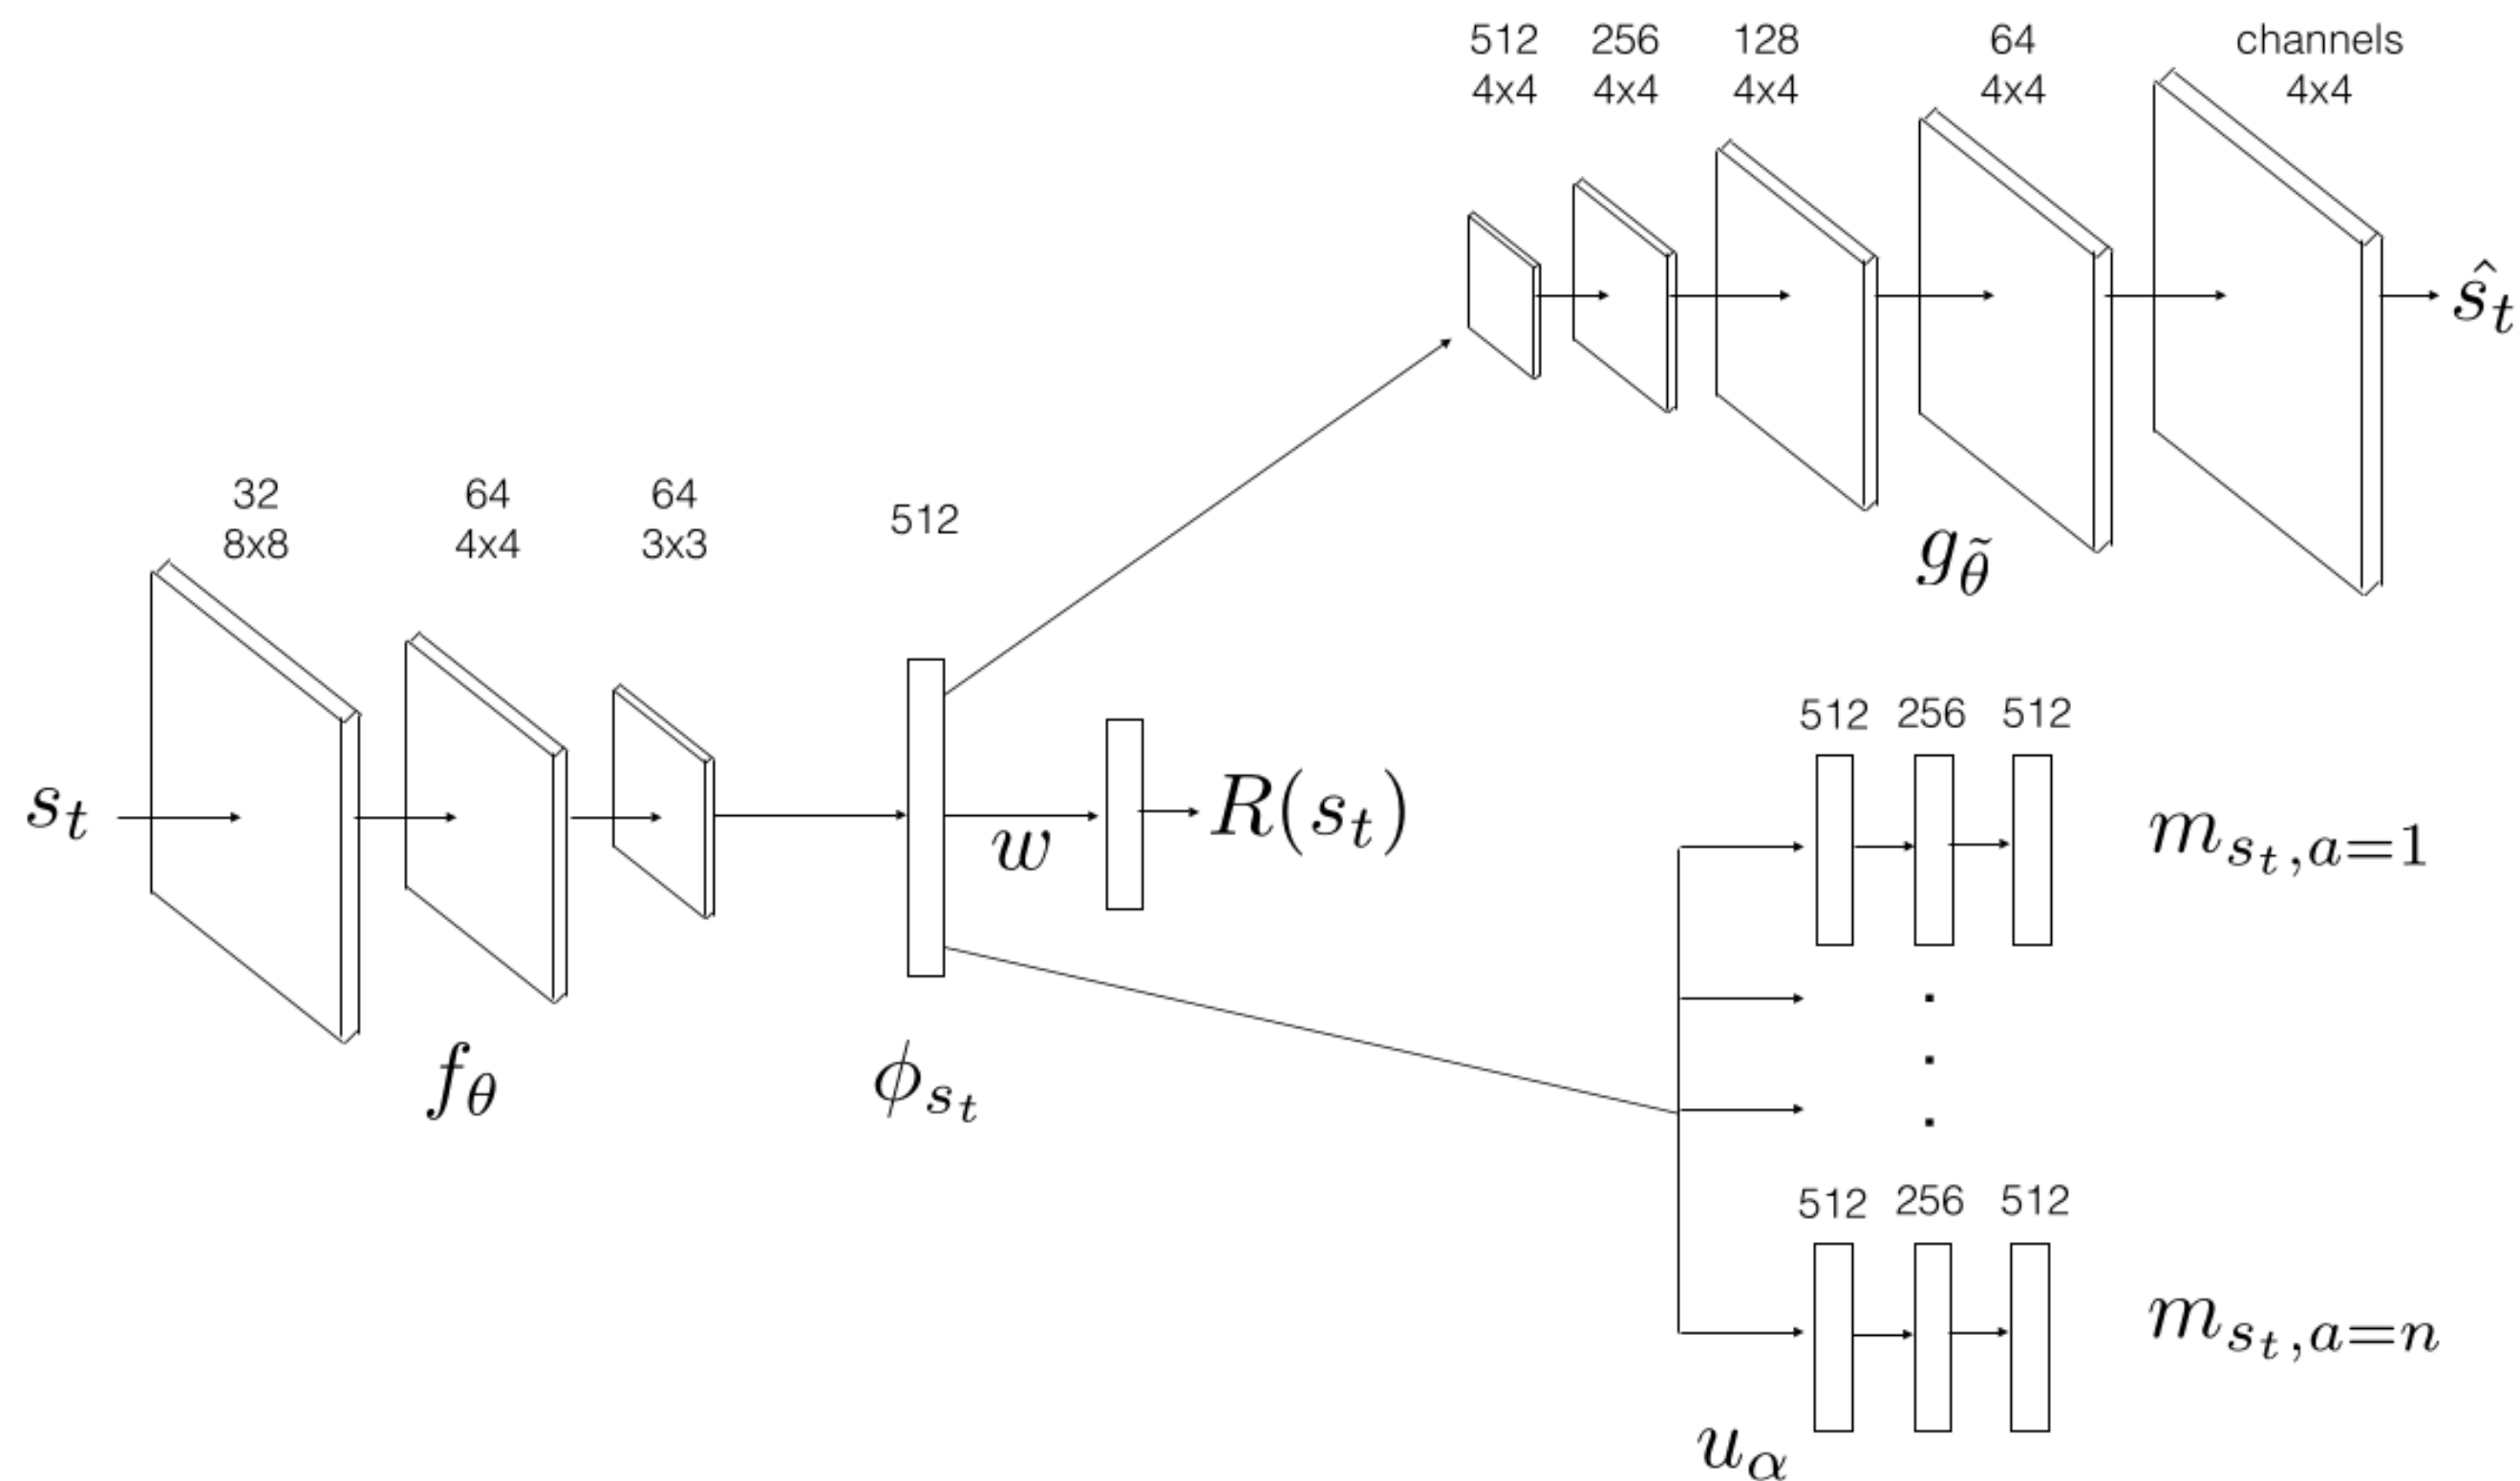 512 256 128 64 channels
4x4 4x4 4x4 4x4 4x4
ŝ_t
32 64 64 512
8x8 4x4 3x3
g_θ̃
512 256 512
s_t
w
R(s_t)
m_{s_t,a=1}
f_θ
ϕ_{s_t}
512 256 512
m_{s_t,a=n}
u_α